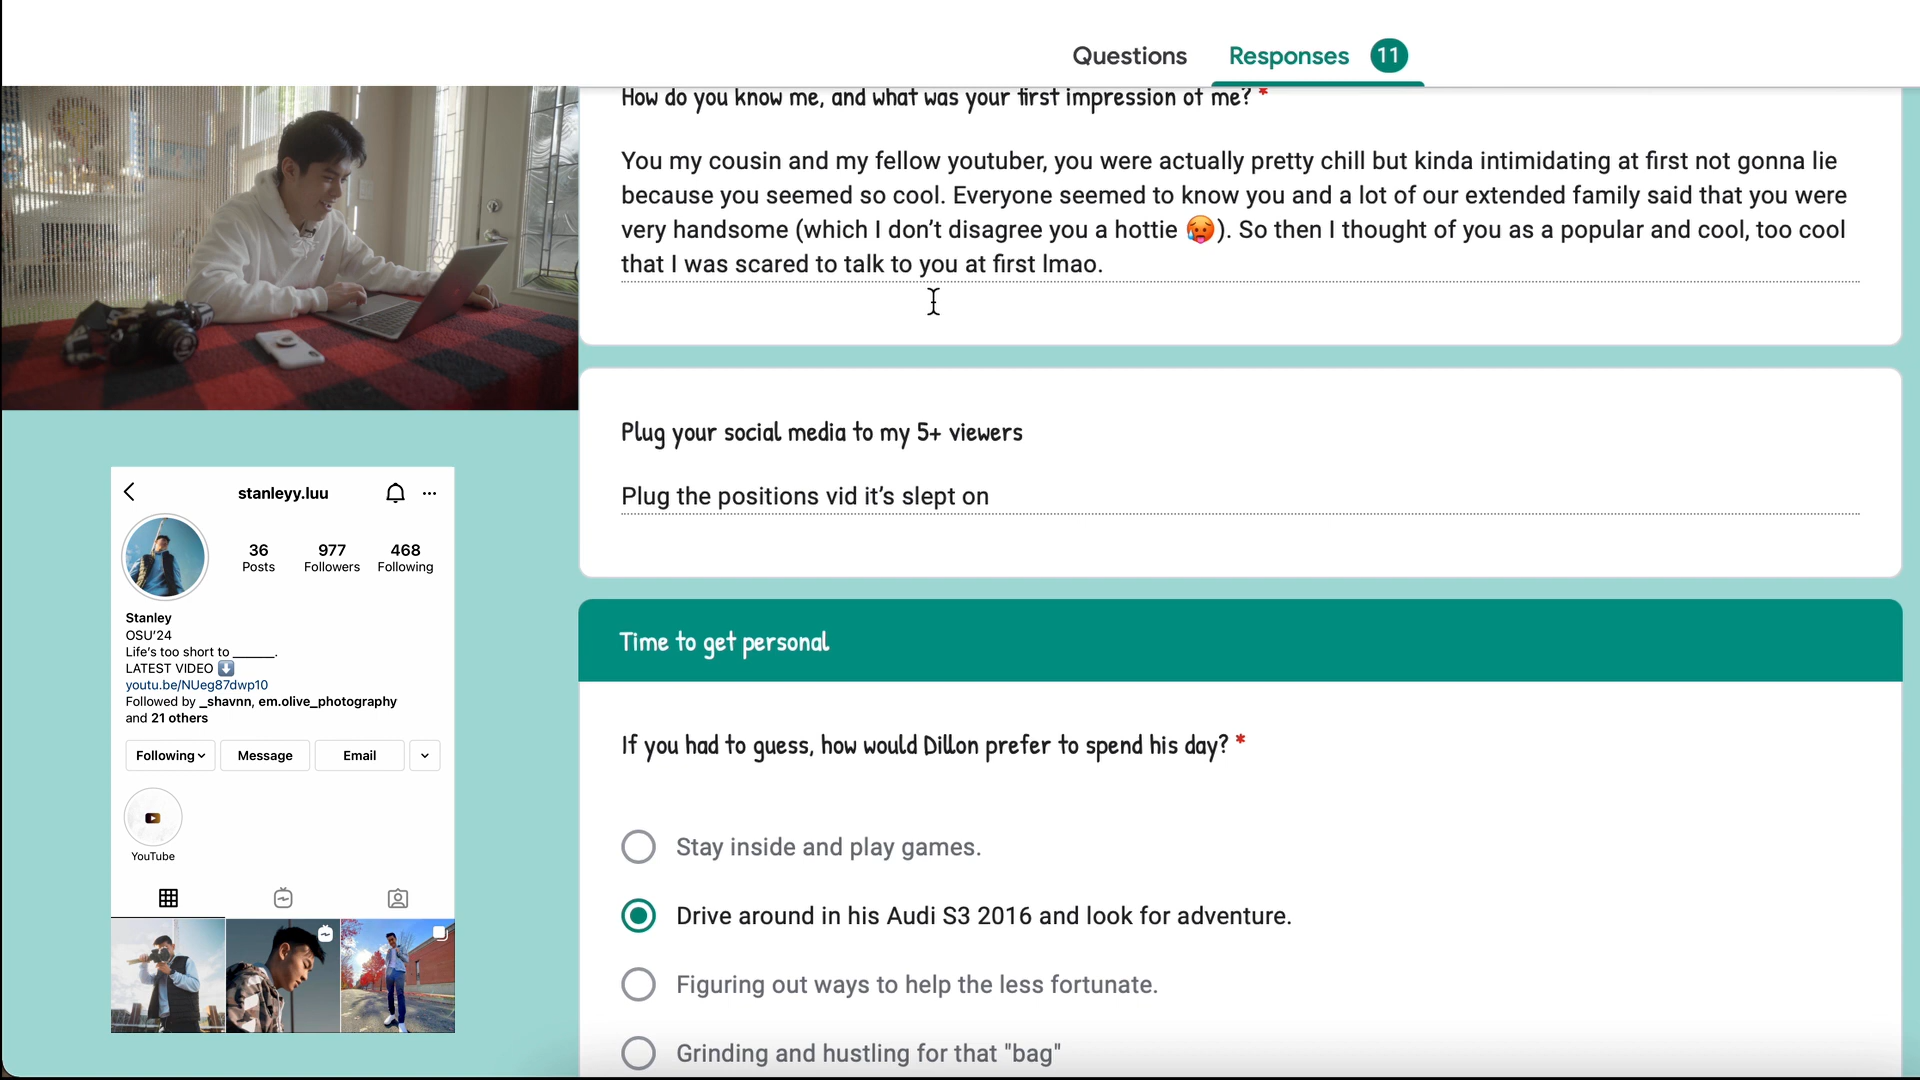 Questions
Responses
11
How do you know me, and what was your first impression of me? *
You my cousin and my fellow youtuber, you were actually pretty chill but kinda intimidating at first not gonna lie
because you seemed so cool. Everyone seemed to know you and a lot of our extended family said that you were
very handsome (which I don’t disagree you a hottie 🥵). So then I thought of you as a popular and cool, too cool
that I was scared to talk to you at first lmao.
Plug your social media to my 5+ viewers
Plug the positions vid it’s slept on
Time to get personal
If you had to guess, how would Dillon prefer to spend his day? *
Stay inside and play games.
Drive around in his Audi S3 2016 and look for adventure.
Figuring out ways to help the less fortunate.
Grinding and hustling for that "bag"
stanleyy.luu
36 977 468
Posts Followers Following
Stanley
OSU’24
Life’s too short to ______.
LATEST VIDEO ⬇️
youtu.be/NUeg87dwp10
Followed by _shavnn, em.olive_photography
and 21 others
Following Message Email
YouTube